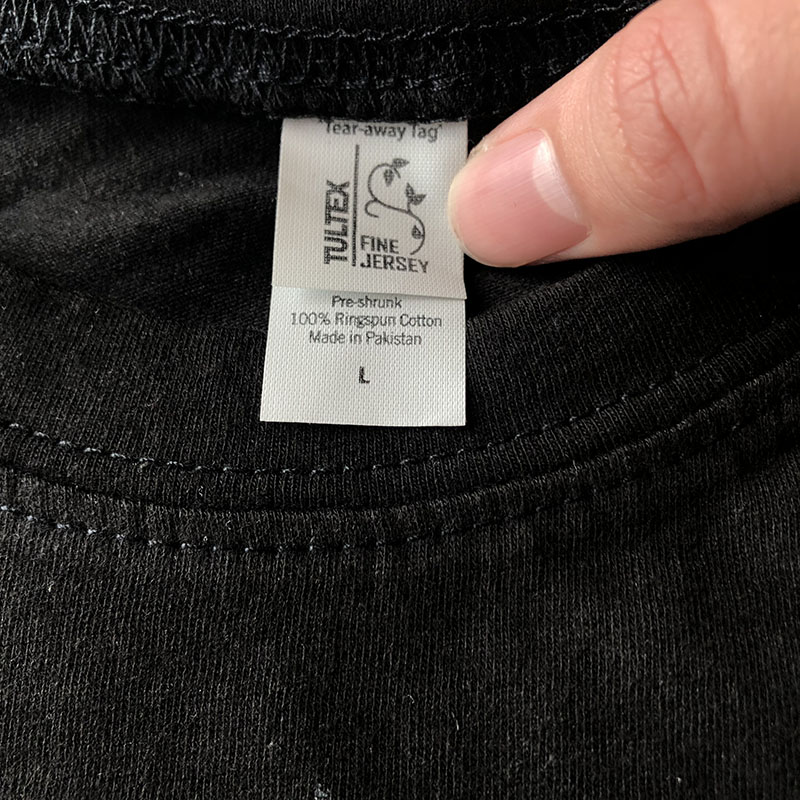 Tear-away Tag
TULTEX
FINE
JERSEY
Pre-shrunk
100% Ringspun Cotton
Made in Pakistan
L